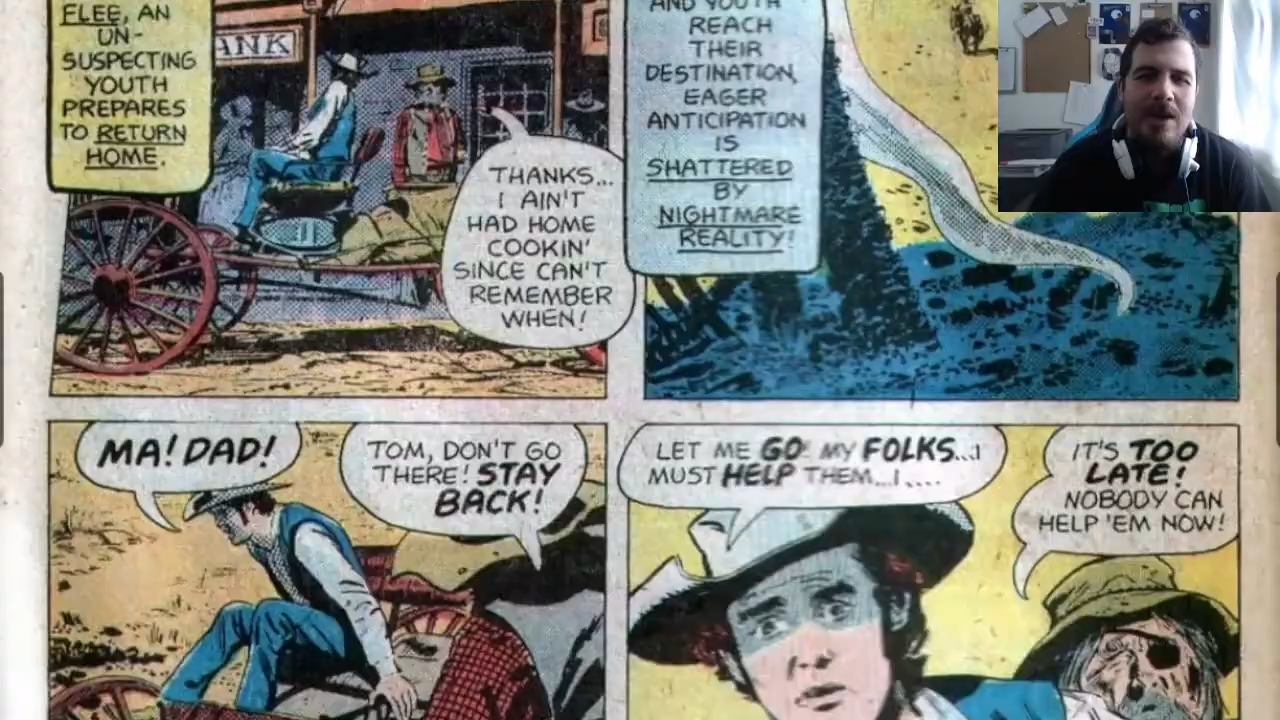 FLEE, AN
UN-
SUSPECTING
YOUTH
PREPARES
TO RETURN
HOME.
ANK
THANKS...
I AIN'T
HAD HOME
COOKIN'
SINCE CAN'T
REMEMBER
WHEN!
AND YOUTH
REACH
THEIR
DESTINATION,
EAGER
ANTICIPATION
IS
SHATTERED
BY
NIGHTMARE
REALITY!
MA! DAD!
TOM, DON'T GO
THERE! STAY
BACK!
LET ME GO! MY FOLKS...I
MUST HELP THEM...I....
IT'S TOO
LATE!
NOBODY CAN
HELP 'EM NOW!